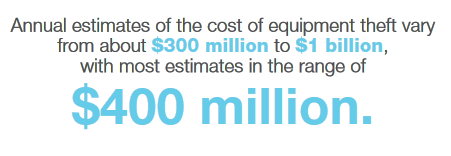 Annual estimates of the cost of equipment theft vary
from about $300 million to $1 billion,
with most estimates in the range of
$400 million.